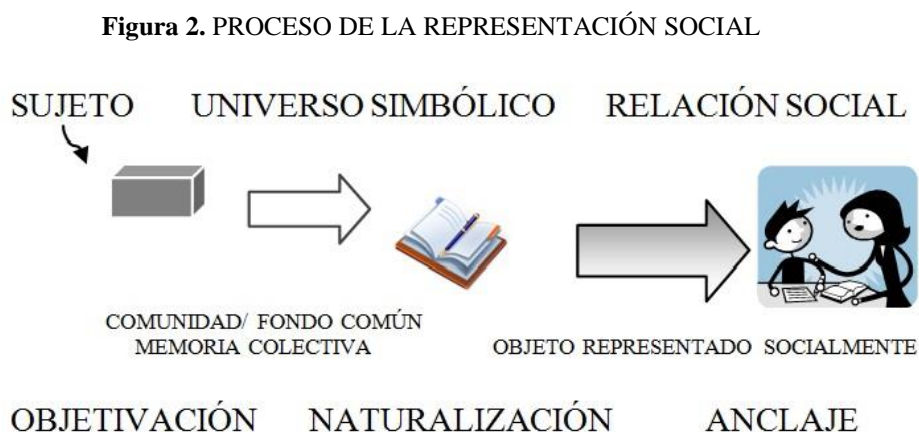 Figura 2. PROCESO DE LA REPRESENTACIÓN SOCIAL
SUJETO UNIVERSO SIMBÓLICO RELACIÓN SOCIAL
COMUNIDAD/ FONDO COMÚN
MEMORIA COLECTIVA
OBJETO REPRESENTADO SOCIALMENTE
OBJETIVACIÓN NATURALIZACIÓN ANCLAJE